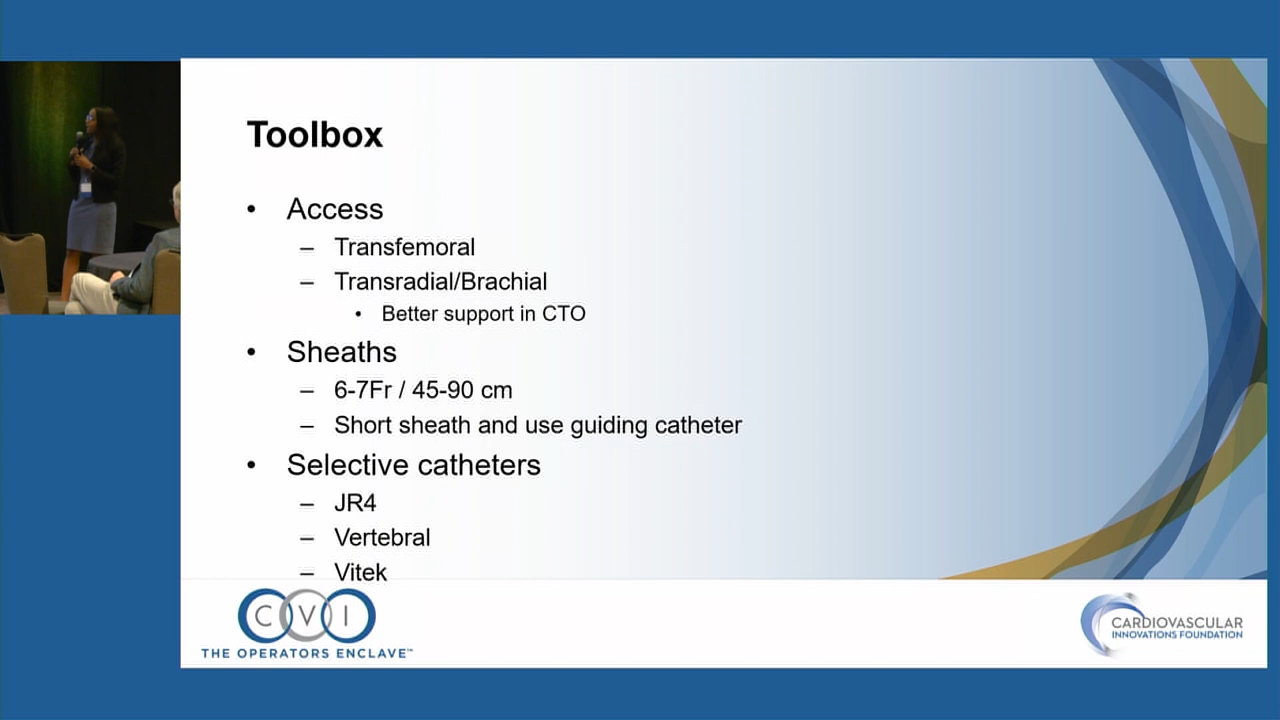 Toolbox
• Access
– Transfemoral
– Transradial/Brachial
• Better support in CTO
• Sheaths
– 6-7Fr / 45-90 cm
– Short sheath and use guiding catheter
• Selective catheters
– JR4
– Vertebral
– Vitek
CVI
THE OPERATORS ENCLAVE™
CARDIOVASCULAR
INNOVATIONS FOUNDATION